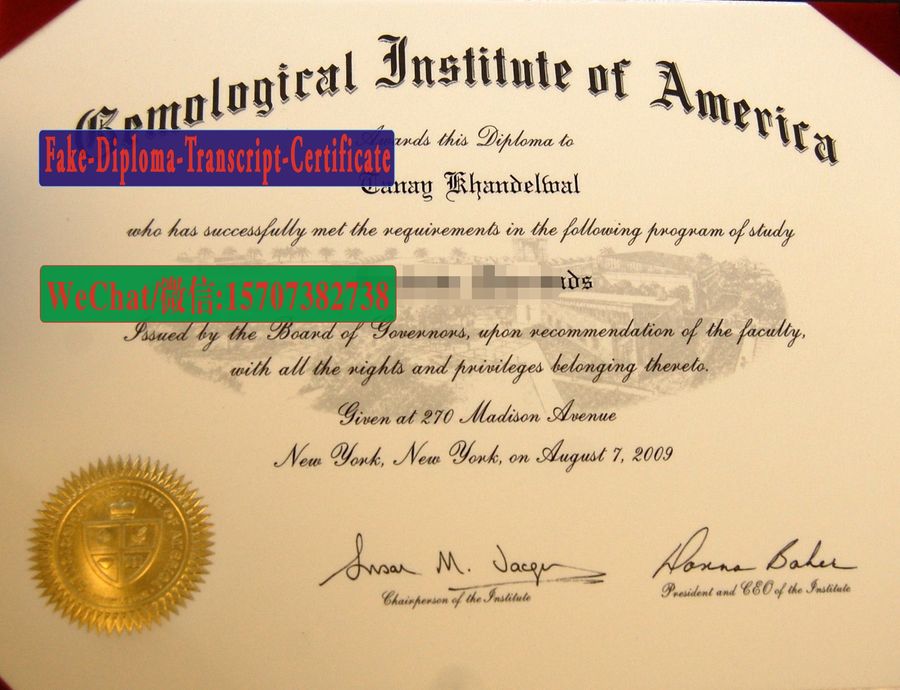 Gemological Institute of America
Awards this Diploma to
Fake-Diploma-Transcript-Certificate
Tanay Khandelwal
who has successfully met the requirements in the following program of study
WeChat/微信:15707382738
Issued by the Board of Governors, upon recommendation of the faculty,
with all the rights and privileges belonging thereto.
Given at 270 Madison Avenue
New York, New York, on August 7, 2009
Susan M. Jacques
Chairperson of the Institute
Donna Baker
President and CEO of the Institute